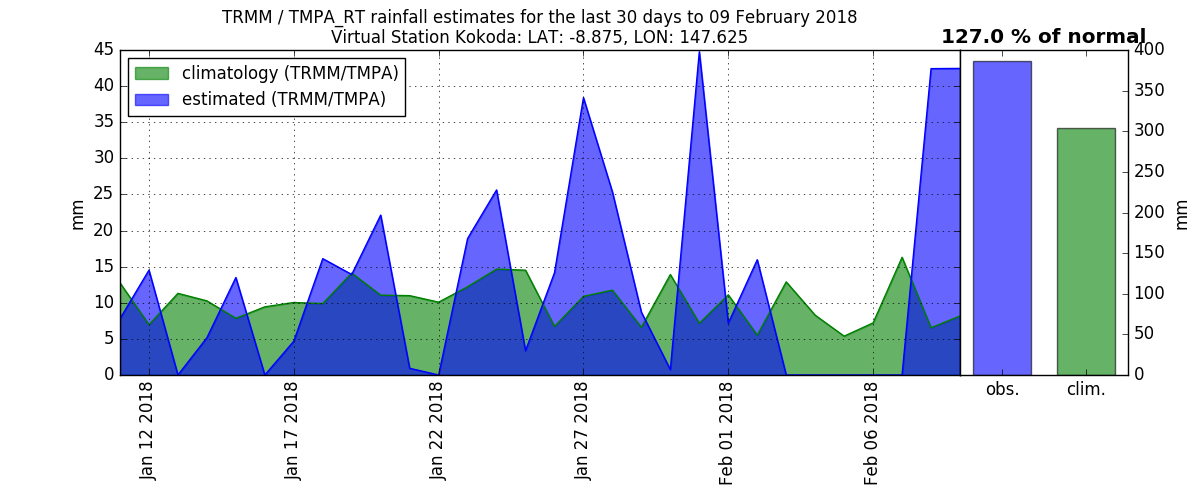 TRMM / TMPA_RT rainfall estimates for the last 30 days to 09 February 2018
Virtual Station Kokoda: LAT: -8.875, LON: 147.625
127.0 % of normal
climatology (TRMM/TMPA)
estimated (TRMM/TMPA)
45
40
35
30
25
20
15
10
5
0
mm
Jan 12 2018
Jan 17 2018
Jan 22 2018
Jan 27 2018
Feb 01 2018
Feb 06 2018
obs.
clim.
400
350
300
250
200
150
100
50
0
mm